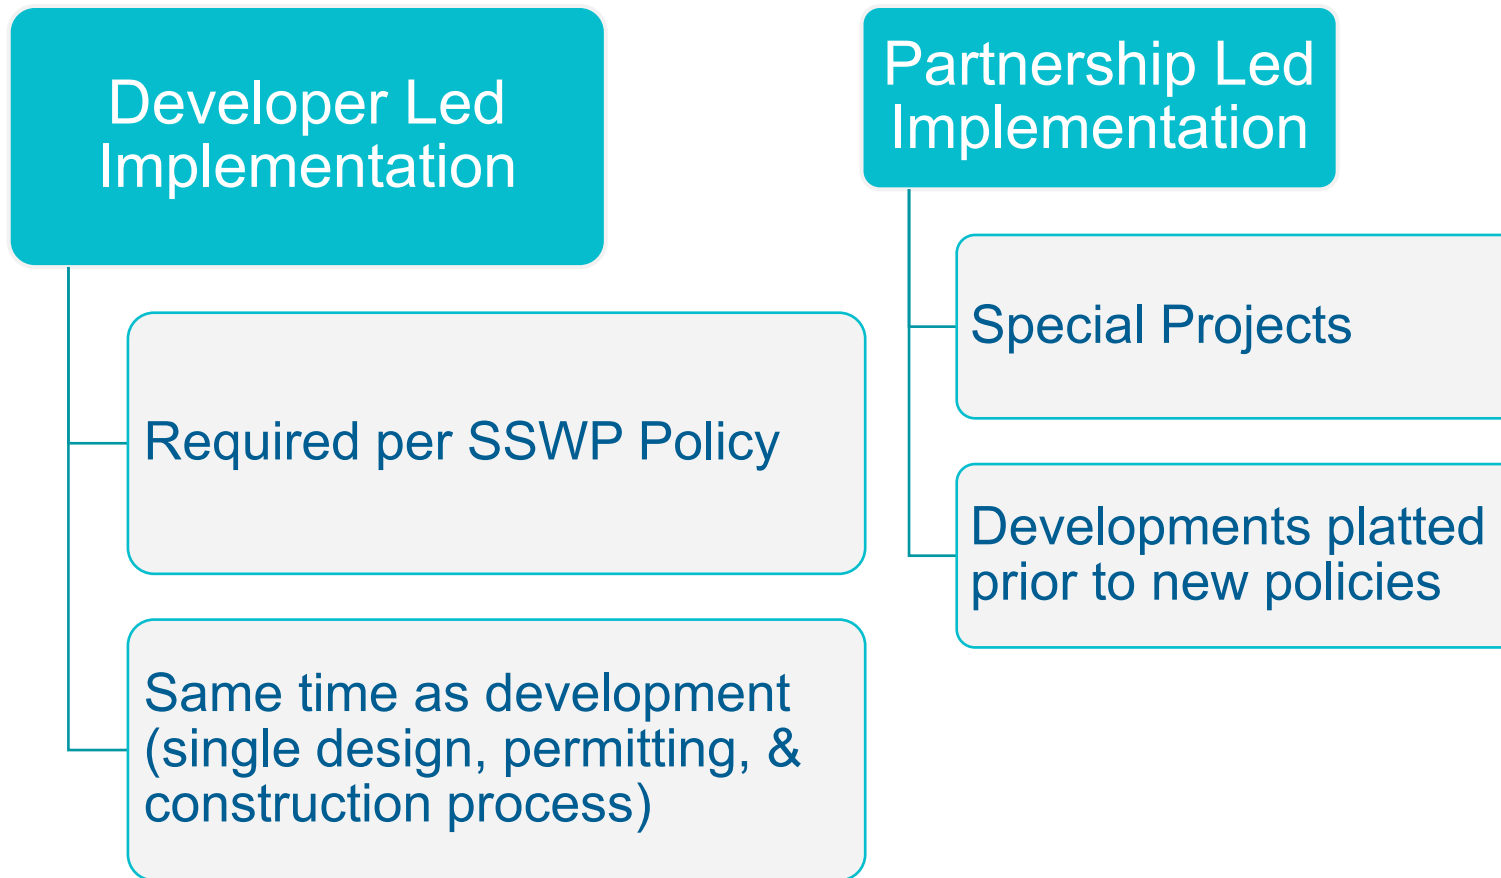 Developer Led
Implementation
Required per SSWP Policy
Same time as development
(single design, permitting, &
construction process)
Partnership Led
Implementation
Special Projects
Developments platted
prior to new policies